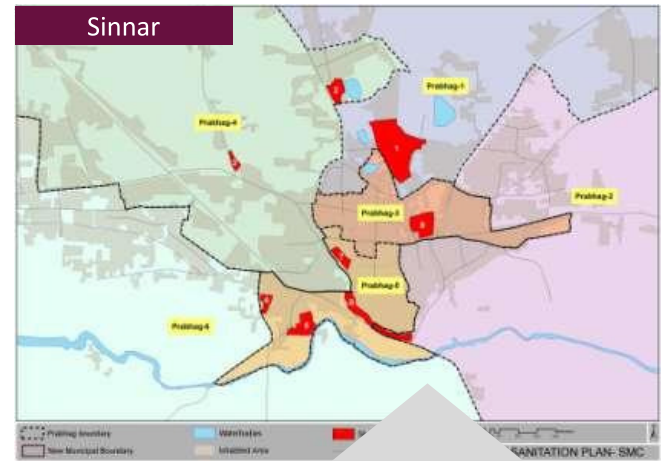 Sinnar
Prabhag-1
Prabhag-4
Prabhag-2
Prabhag-3
Prabhag-5
Prabhag-6
Prabhag boundary
Waterbodies
New Municipal Boundary
Inhabited Area
SANITATION PLAN- SMC